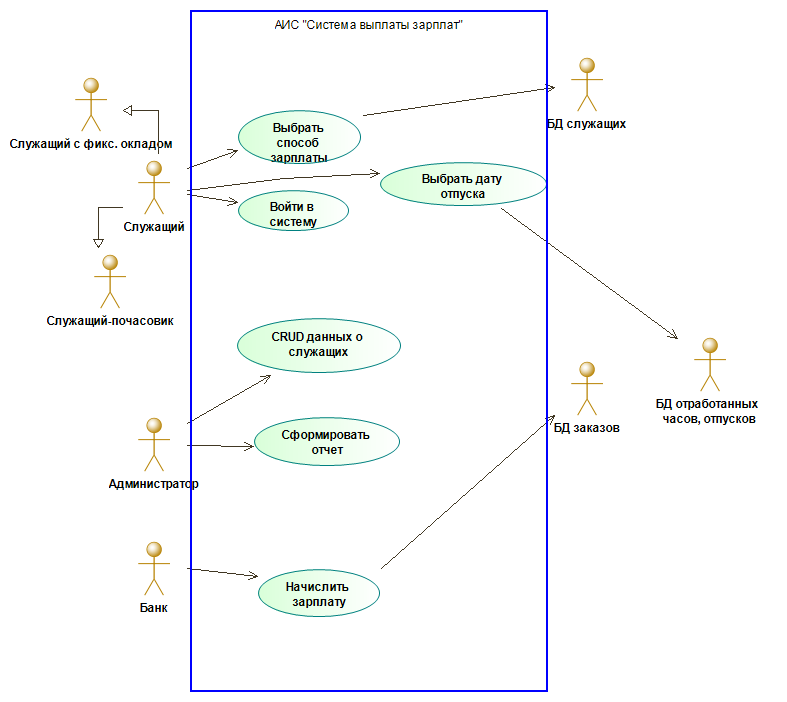 АИС "Система выплаты зарплат"
Служащий с фикс. окладом
Выбрать
способ
зарплаты
БД служащих
Выбрать дату
отпуска
Войти в
систему
Служащий
Служащий-почасовик
CRUD данных о
служащих
БД отработанных
часов, отпусков
БД заказов
Сформировать
отчет
Администратор
Начислить
зарплату
Банк